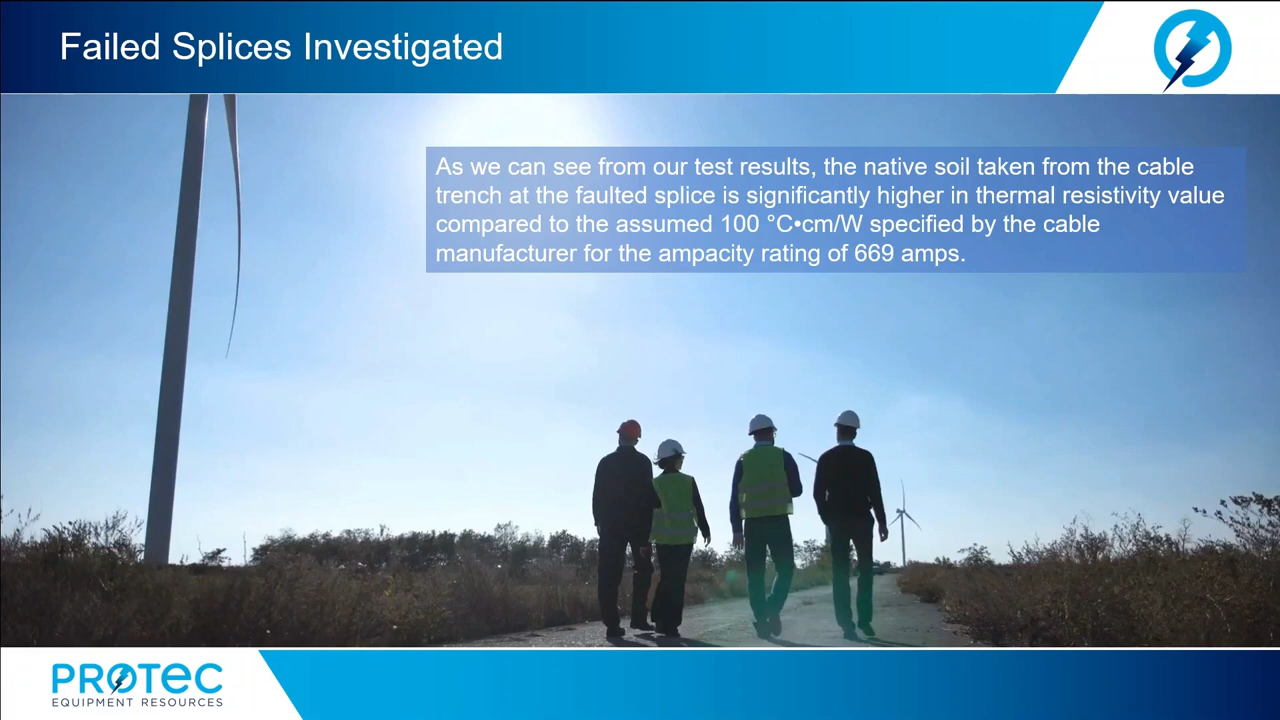 Failed Splices Investigated
As we can see from our test results, the native soil taken from the cable
trench at the faulted splice is significantly higher in thermal resistivity value
compared to the assumed 100 °C•cm/W specified by the cable
manufacturer for the ampacity rating of 669 amps.
PROTEC
EQUIPMENT RESOURCES